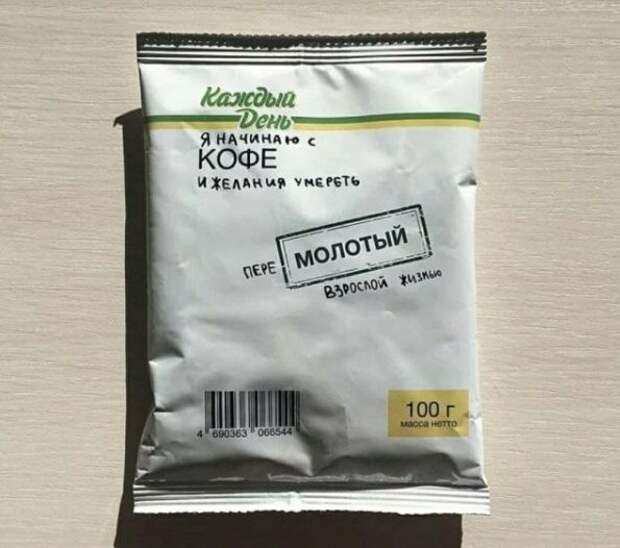 Каждый
День
Я НАЧИНАЮ С
КОФЕ
И ЖЕЛАНИЯ УМЕРЕТЬ
ПЕРЕ МОЛОТЫЙ
ВЗРОСЛОЙ ЖИЗНЬЮ
100 г
масса нетто
4 690363 066544